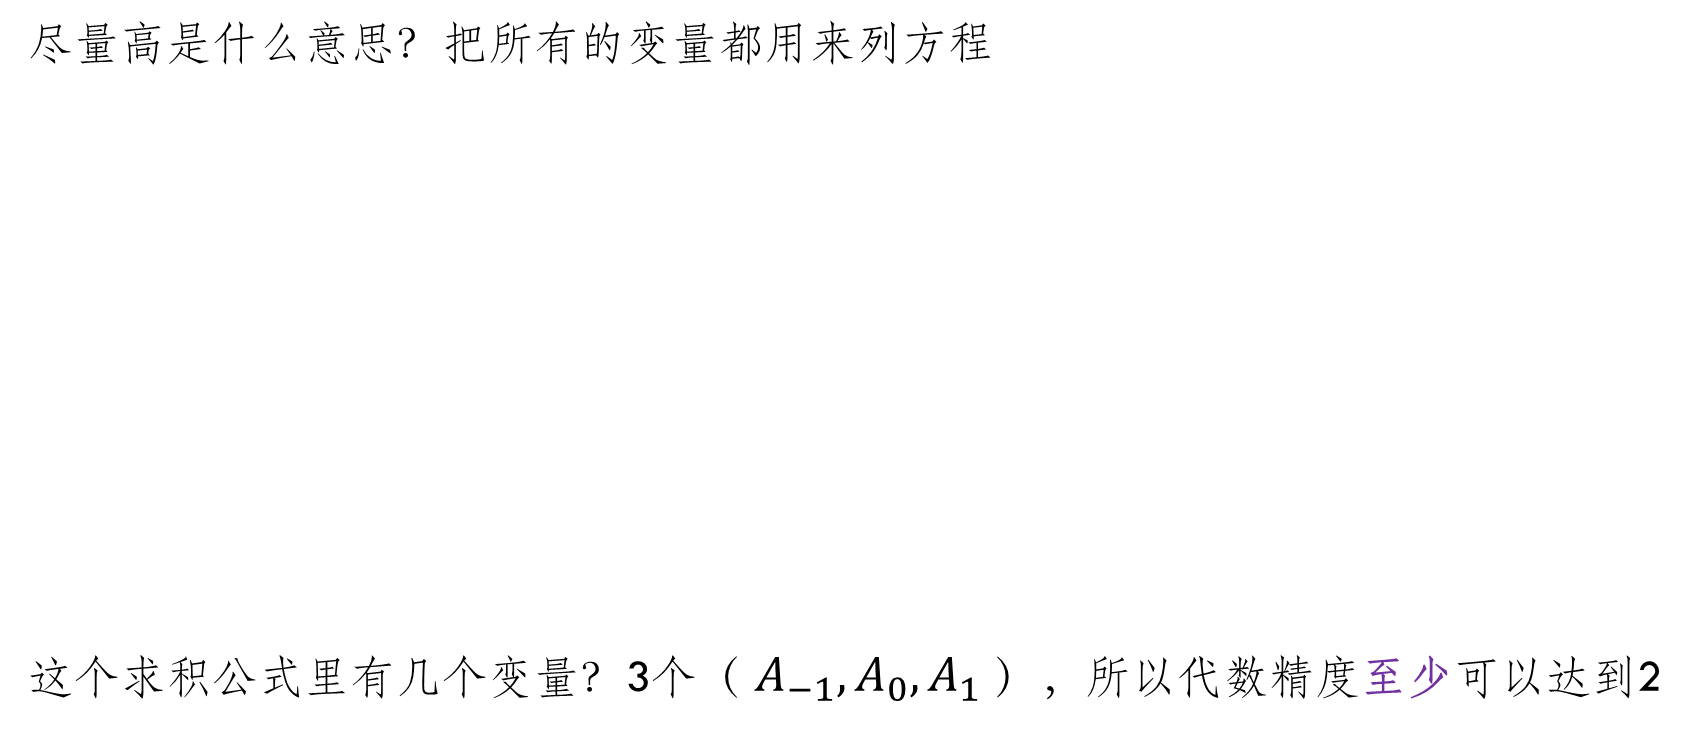 尽量高是什么意思？把所有的变量都用来列方程
这个求积公式里有几个变量？3个（A₋₁,A₀,A₁），所以代数精度至少可以达到2